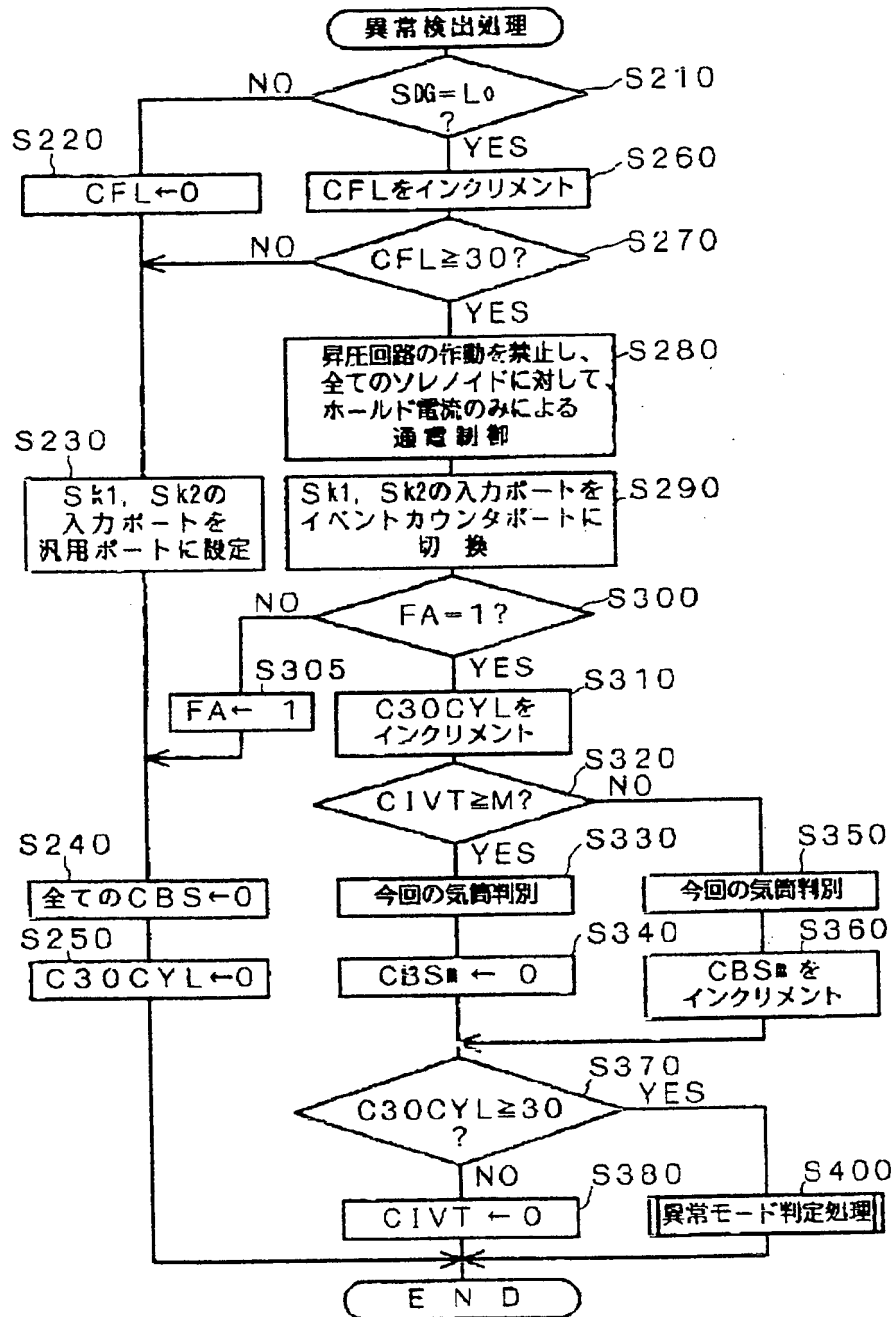 異常検出処理
NO
SDG=Lo
?
S210
YES
S220
CFL←0
S260
CFLをインクリメント
NO
CFL≧30?
S270
YES
昇圧回路の作動を禁止し、
全てのソレノイドに対して、
ホールド電流のみによる
通電制御
S280
S230
Sk1, Sk2の
入力ポートを
汎用ポートに設定
Sk1, Sk2の入力ポートを
イベントカウンタポートに
切 換
S290
NO
FA=1?
S300
YES
S305
FA← 1
S310
C30CYLを
インクリメント
S320
CIVT≧M?
NO
YES
S240
全てのCBS←0
S330
今回の気筒判別
S350
今回の気筒判別
S250
C30CYL←0
S340
CBSm ← 0
S360
CBSmを
インクリメント
S370
C30CYL≧30
?
YES
NO
S380
CIVT ← 0
S400
異常モード判定処理
END